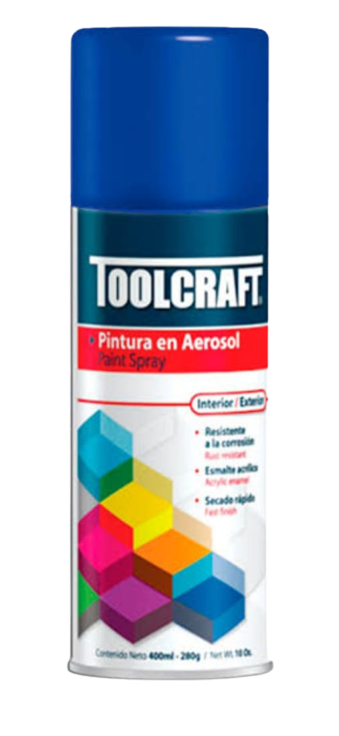 TOOLCRAFT®
Pintura en Aerosol
Paint Spray
Interior / Exterior
• Resistente
a la corrosión
Rust resistant
• Esmalte acrílico
Acrylic enamel
• Secado rápido
Fast finish
Contenido Neto 400ml - 280g / Net Wt. 10 Oz.